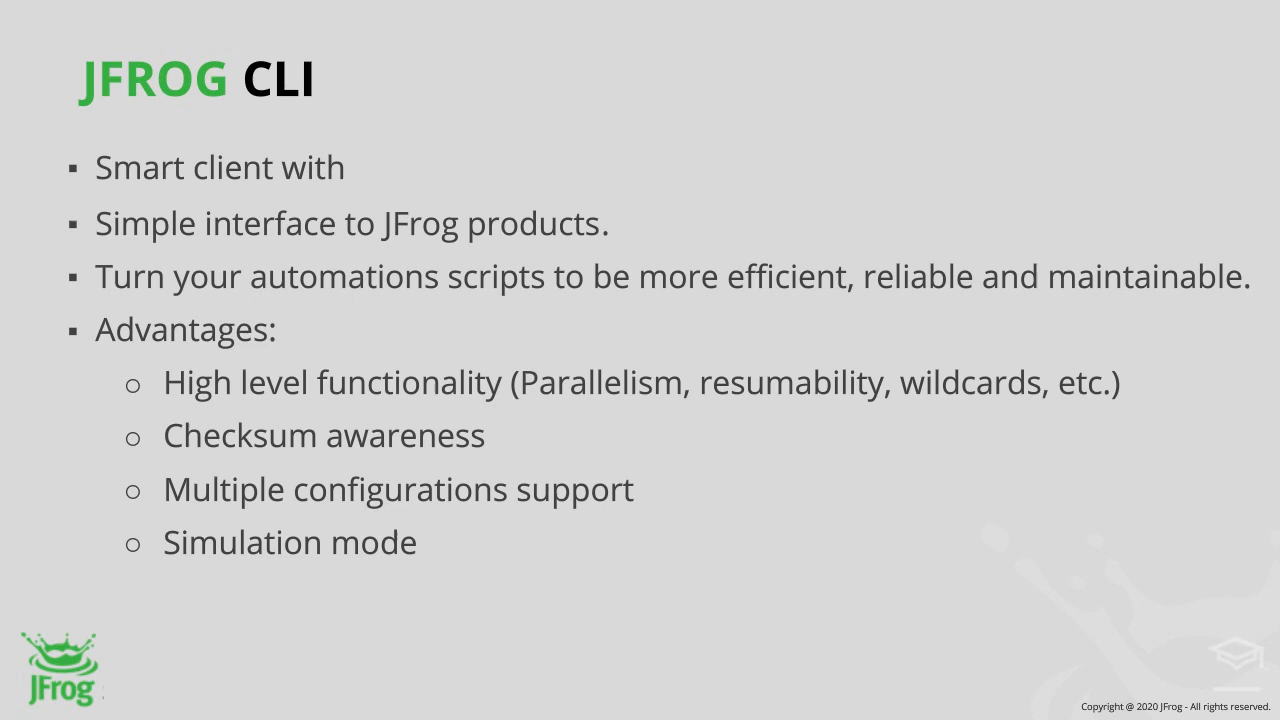 JFROG CLI
▪ Smart client with
▪ Simple interface to JFrog products.
▪ Turn your automations scripts to be more efficient, reliable and maintainable.
▪ Advantages:
○ High level functionality (Parallelism, resumability, wildcards, etc.)
○ Checksum awareness
○ Multiple configurations support
○ Simulation mode
JFrog
Copyright @ 2020 JFrog - All rights reserved.